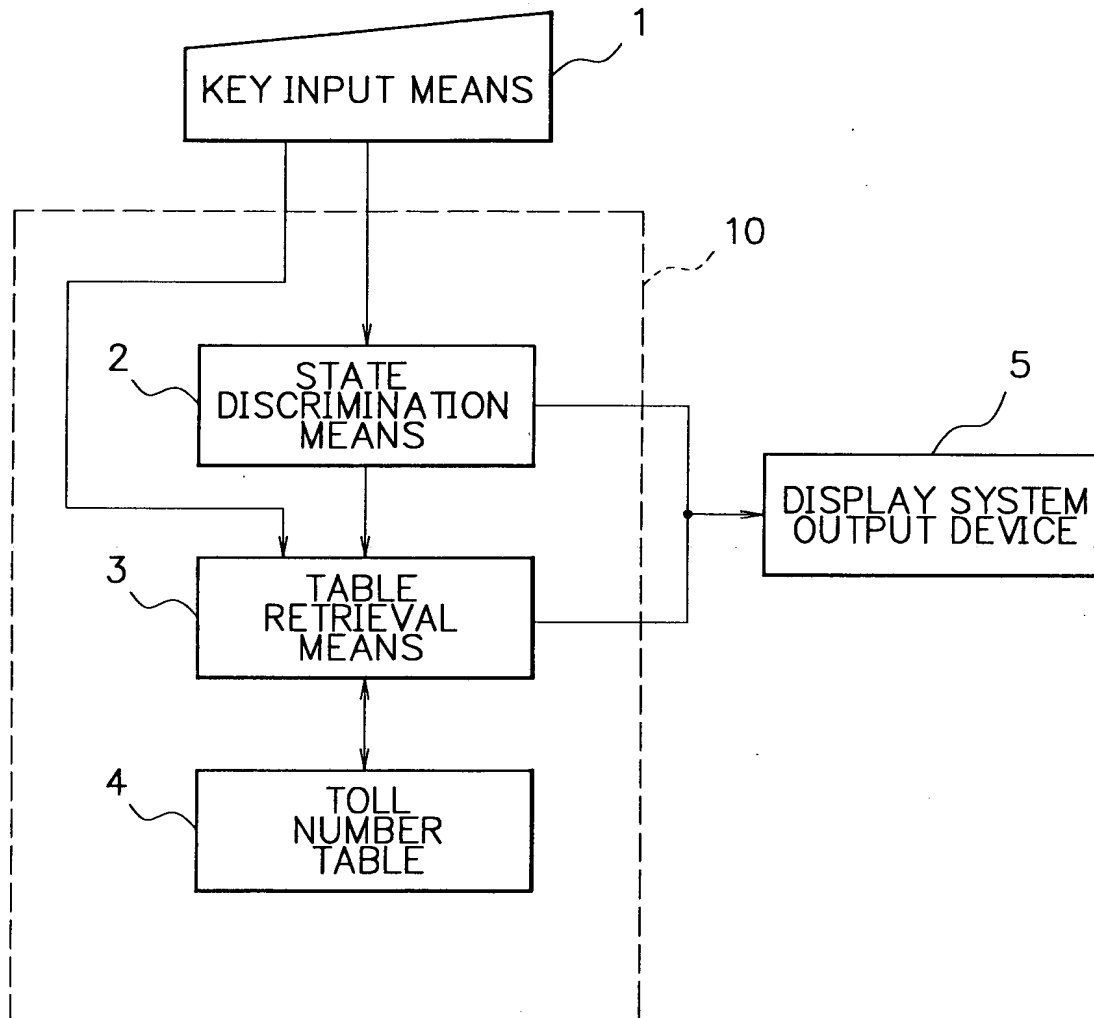 1
KEY INPUT MEANS
10
2
STATE
DISCRIMINATION
MEANS
5
DISPLAY SYSTEM
OUTPUT DEVICE
3
TABLE
RETRIEVAL
MEANS
4
TOLL
NUMBER
TABLE